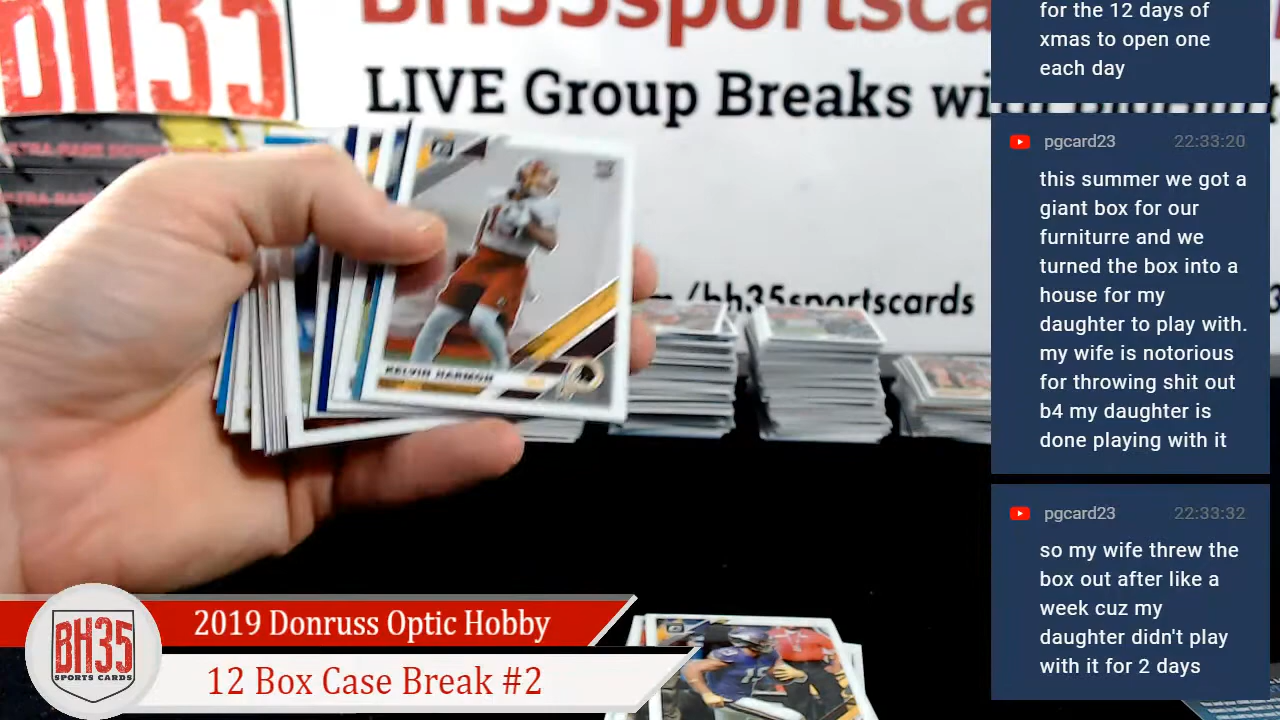 BH35
BH35sportsca
LIVE Group Breaks wi
/bh35sportscards
KELVIN HARMON
for the 12 days of
xmas to open one
each day
pgcard23 22:33:20
this summer we got a
giant box for our
furniturre and we
turned the box into a
house for my
daughter to play with.
my wife is notorious
for throwing shit out
b4 my daughter is
done playing with it
pgcard23 22:33:32
so my wife threw the
box out after like a
week cuz my
daughter didn't play
with it for 2 days
BH35
SPORTS CARDS
2019 Donruss Optic Hobby
12 Box Case Break #2